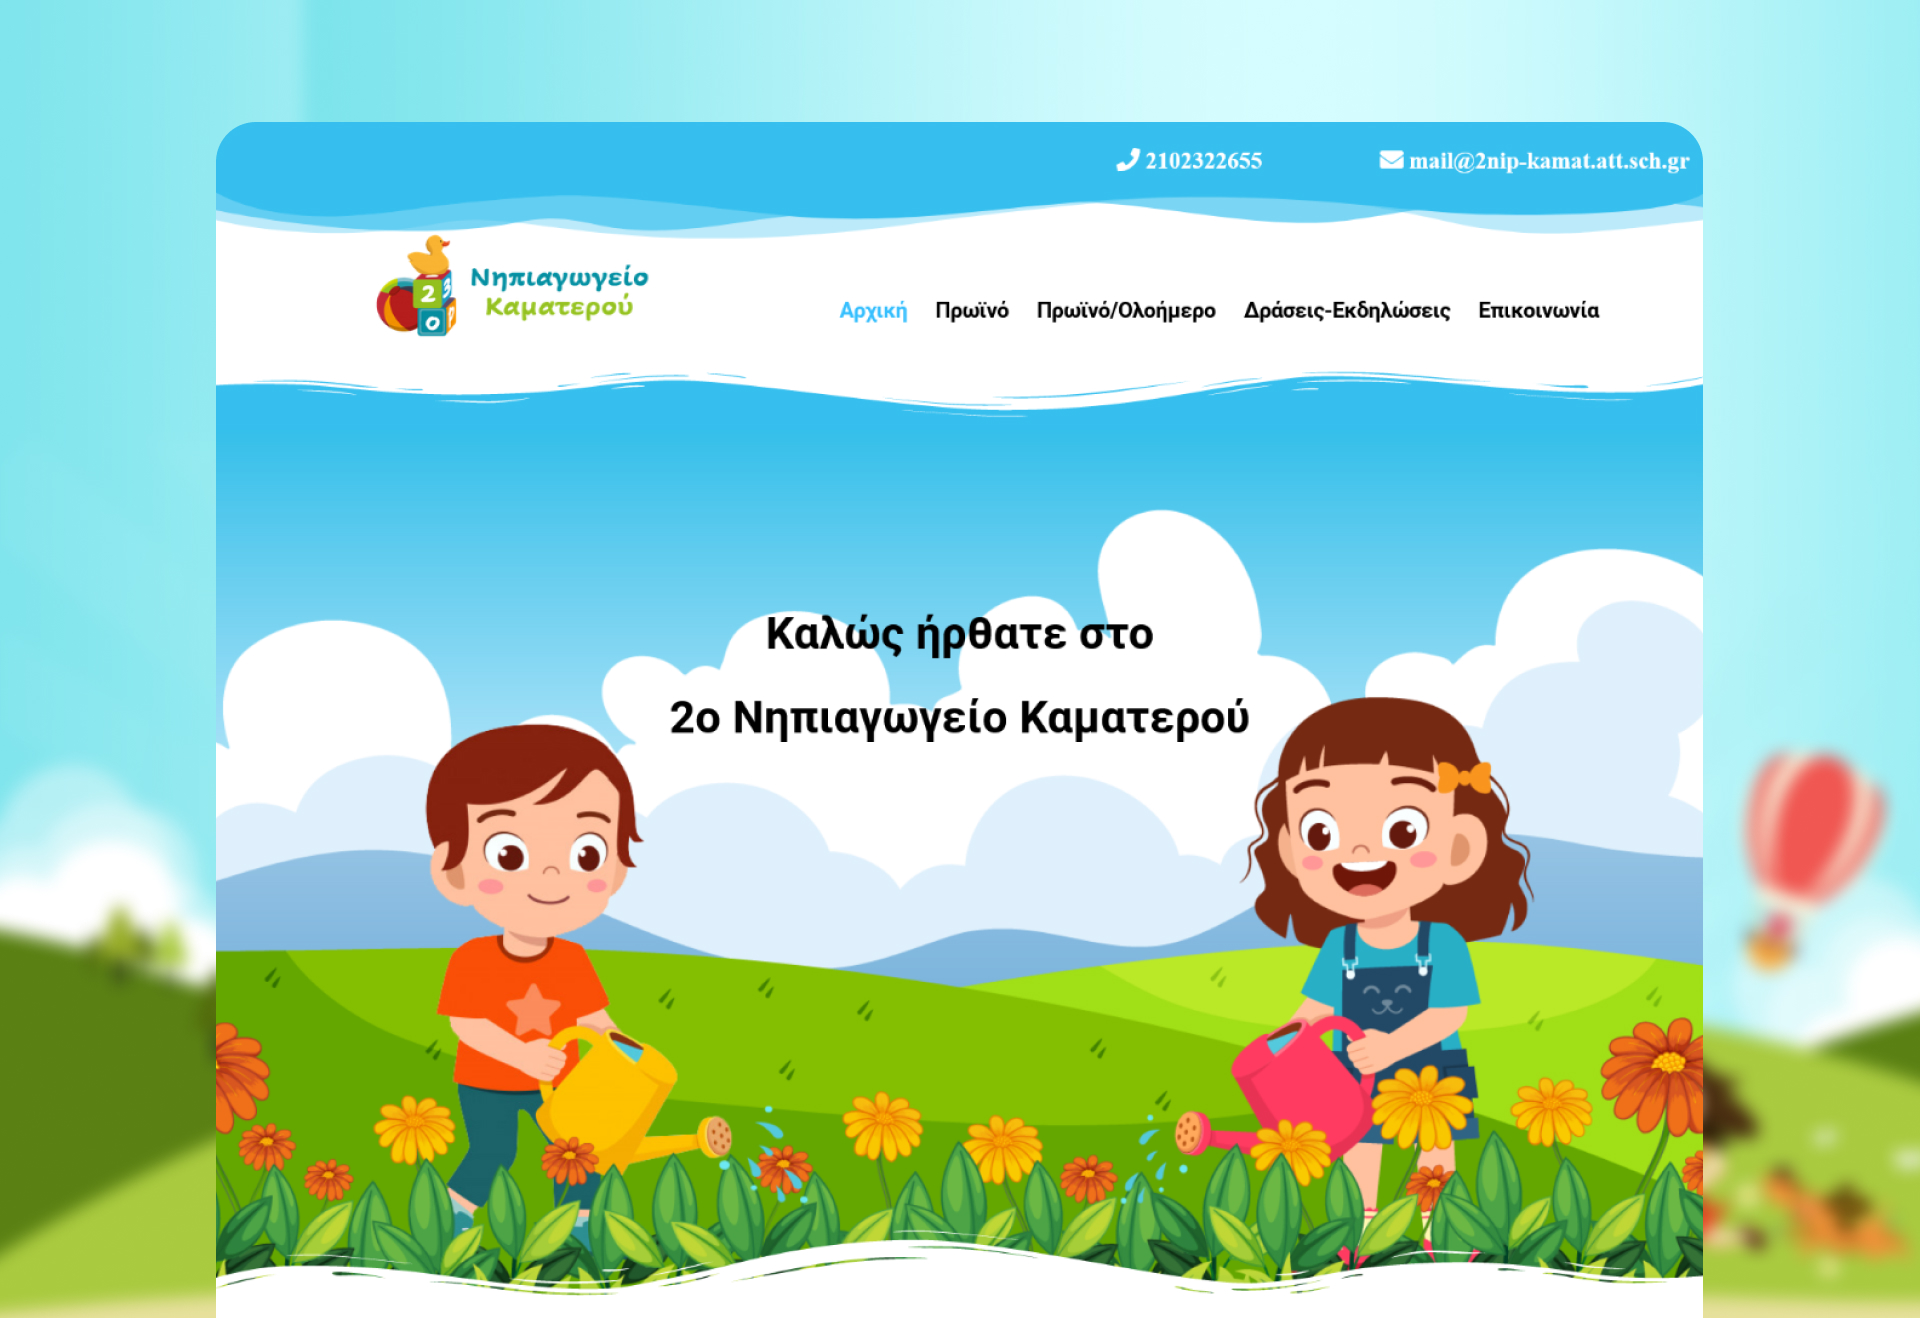 2102322655
mail@2nip-kamat.att.sch.gr
2
3
ο
Νηπιαγωγείο
Καματερού
Αρχική
Πρωϊνό
Πρωϊνό/Ολοήμερο
Δράσεις-Εκδηλώσεις
Επικοινωνία
Καλώς ήρθατε στο
2ο Νηπιαγωγείο Καματερού